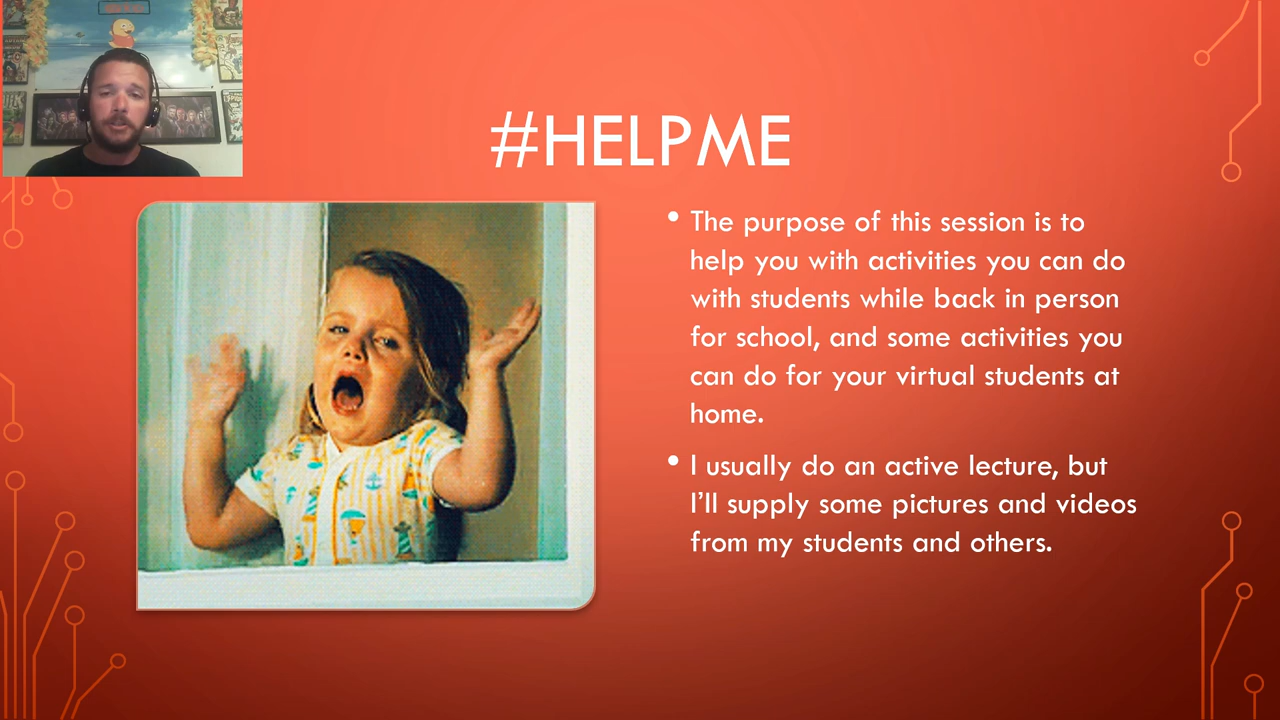 #HELPME
• The purpose of this session is to
help you with activities you can do
with students while back in person
for school, and some activities you
can do for your virtual students at
home.
• I usually do an active lecture, but
I'll supply some pictures and videos
from my students and others.